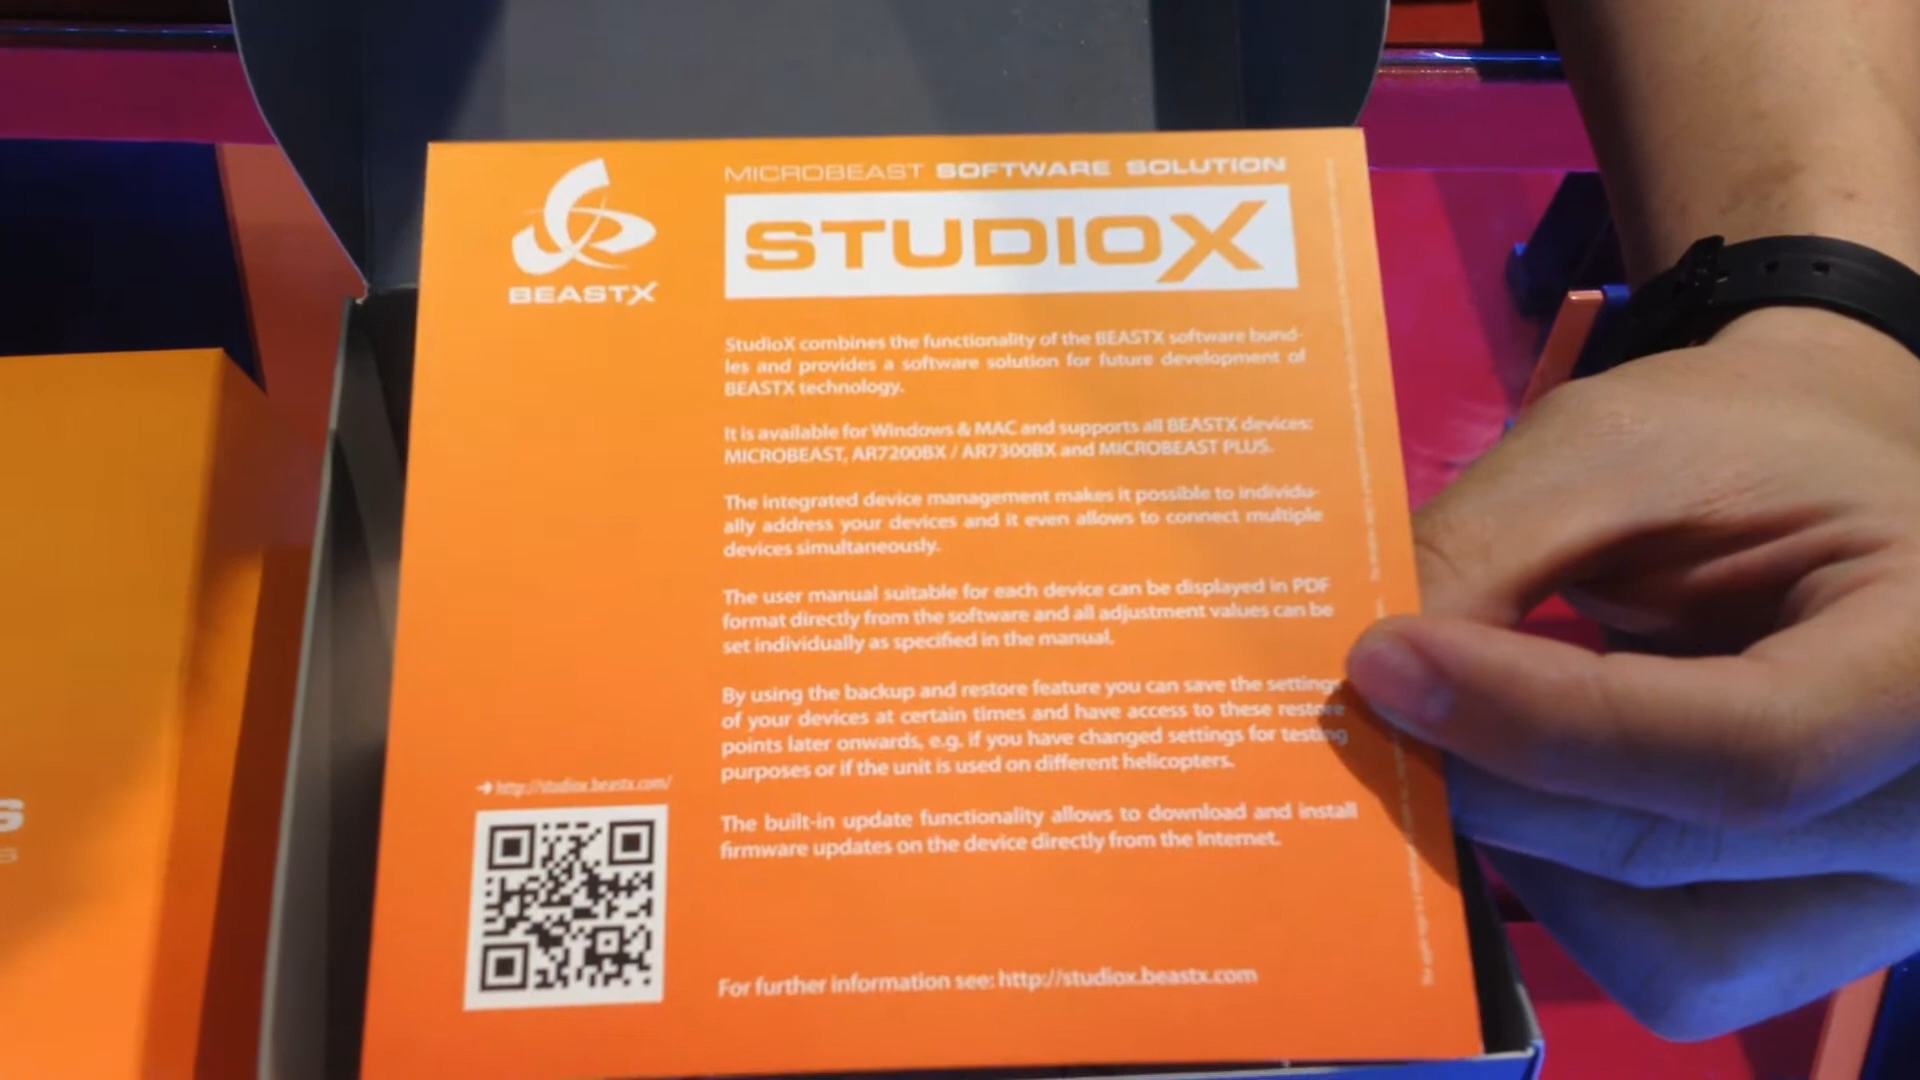 MICROBEAST SOFTWARE SOLUTION
STUDIOX
BEASTX
StudioX combines the functionality of the BEASTX software bund-
les and provides a software solution for future development of
BEASTX technology.
It is available for Windows & MAC and supports all BEASTX devices:
MICROBEAST, AR7200BX / AR7300BX and MICROBEAST PLUS.
The integrated device management makes it possible to individu-
ally address your devices and it even allows to connect multiple
devices simultaneously.
The user manual suitable for each device can be displayed in PDF
format directly from the software and all adjustment values can be
set individually as specified in the manual.
By using the backup and restore feature you can save the settings
of your devices at certain times and have access to these restore
points later onwards, e.g. if you have changed settings for testing
purposes or if the unit is used on different helicopters.
The built-in update functionality allows to download and install
firmware updates on the device directly from the Internet.
→ http://studiox.beastx.com/
For further information see: http://studiox.beastx.com
S
S